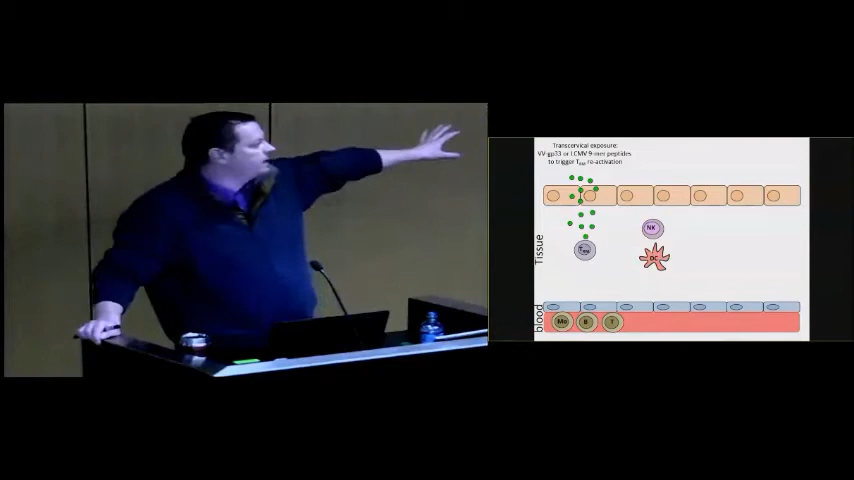 Transcervical exposure:
VV-gp33 or LCMV 9-mer peptides
to trigger TRM re-activation
NK
TRM
DC
Tissue
Mo B T
blood